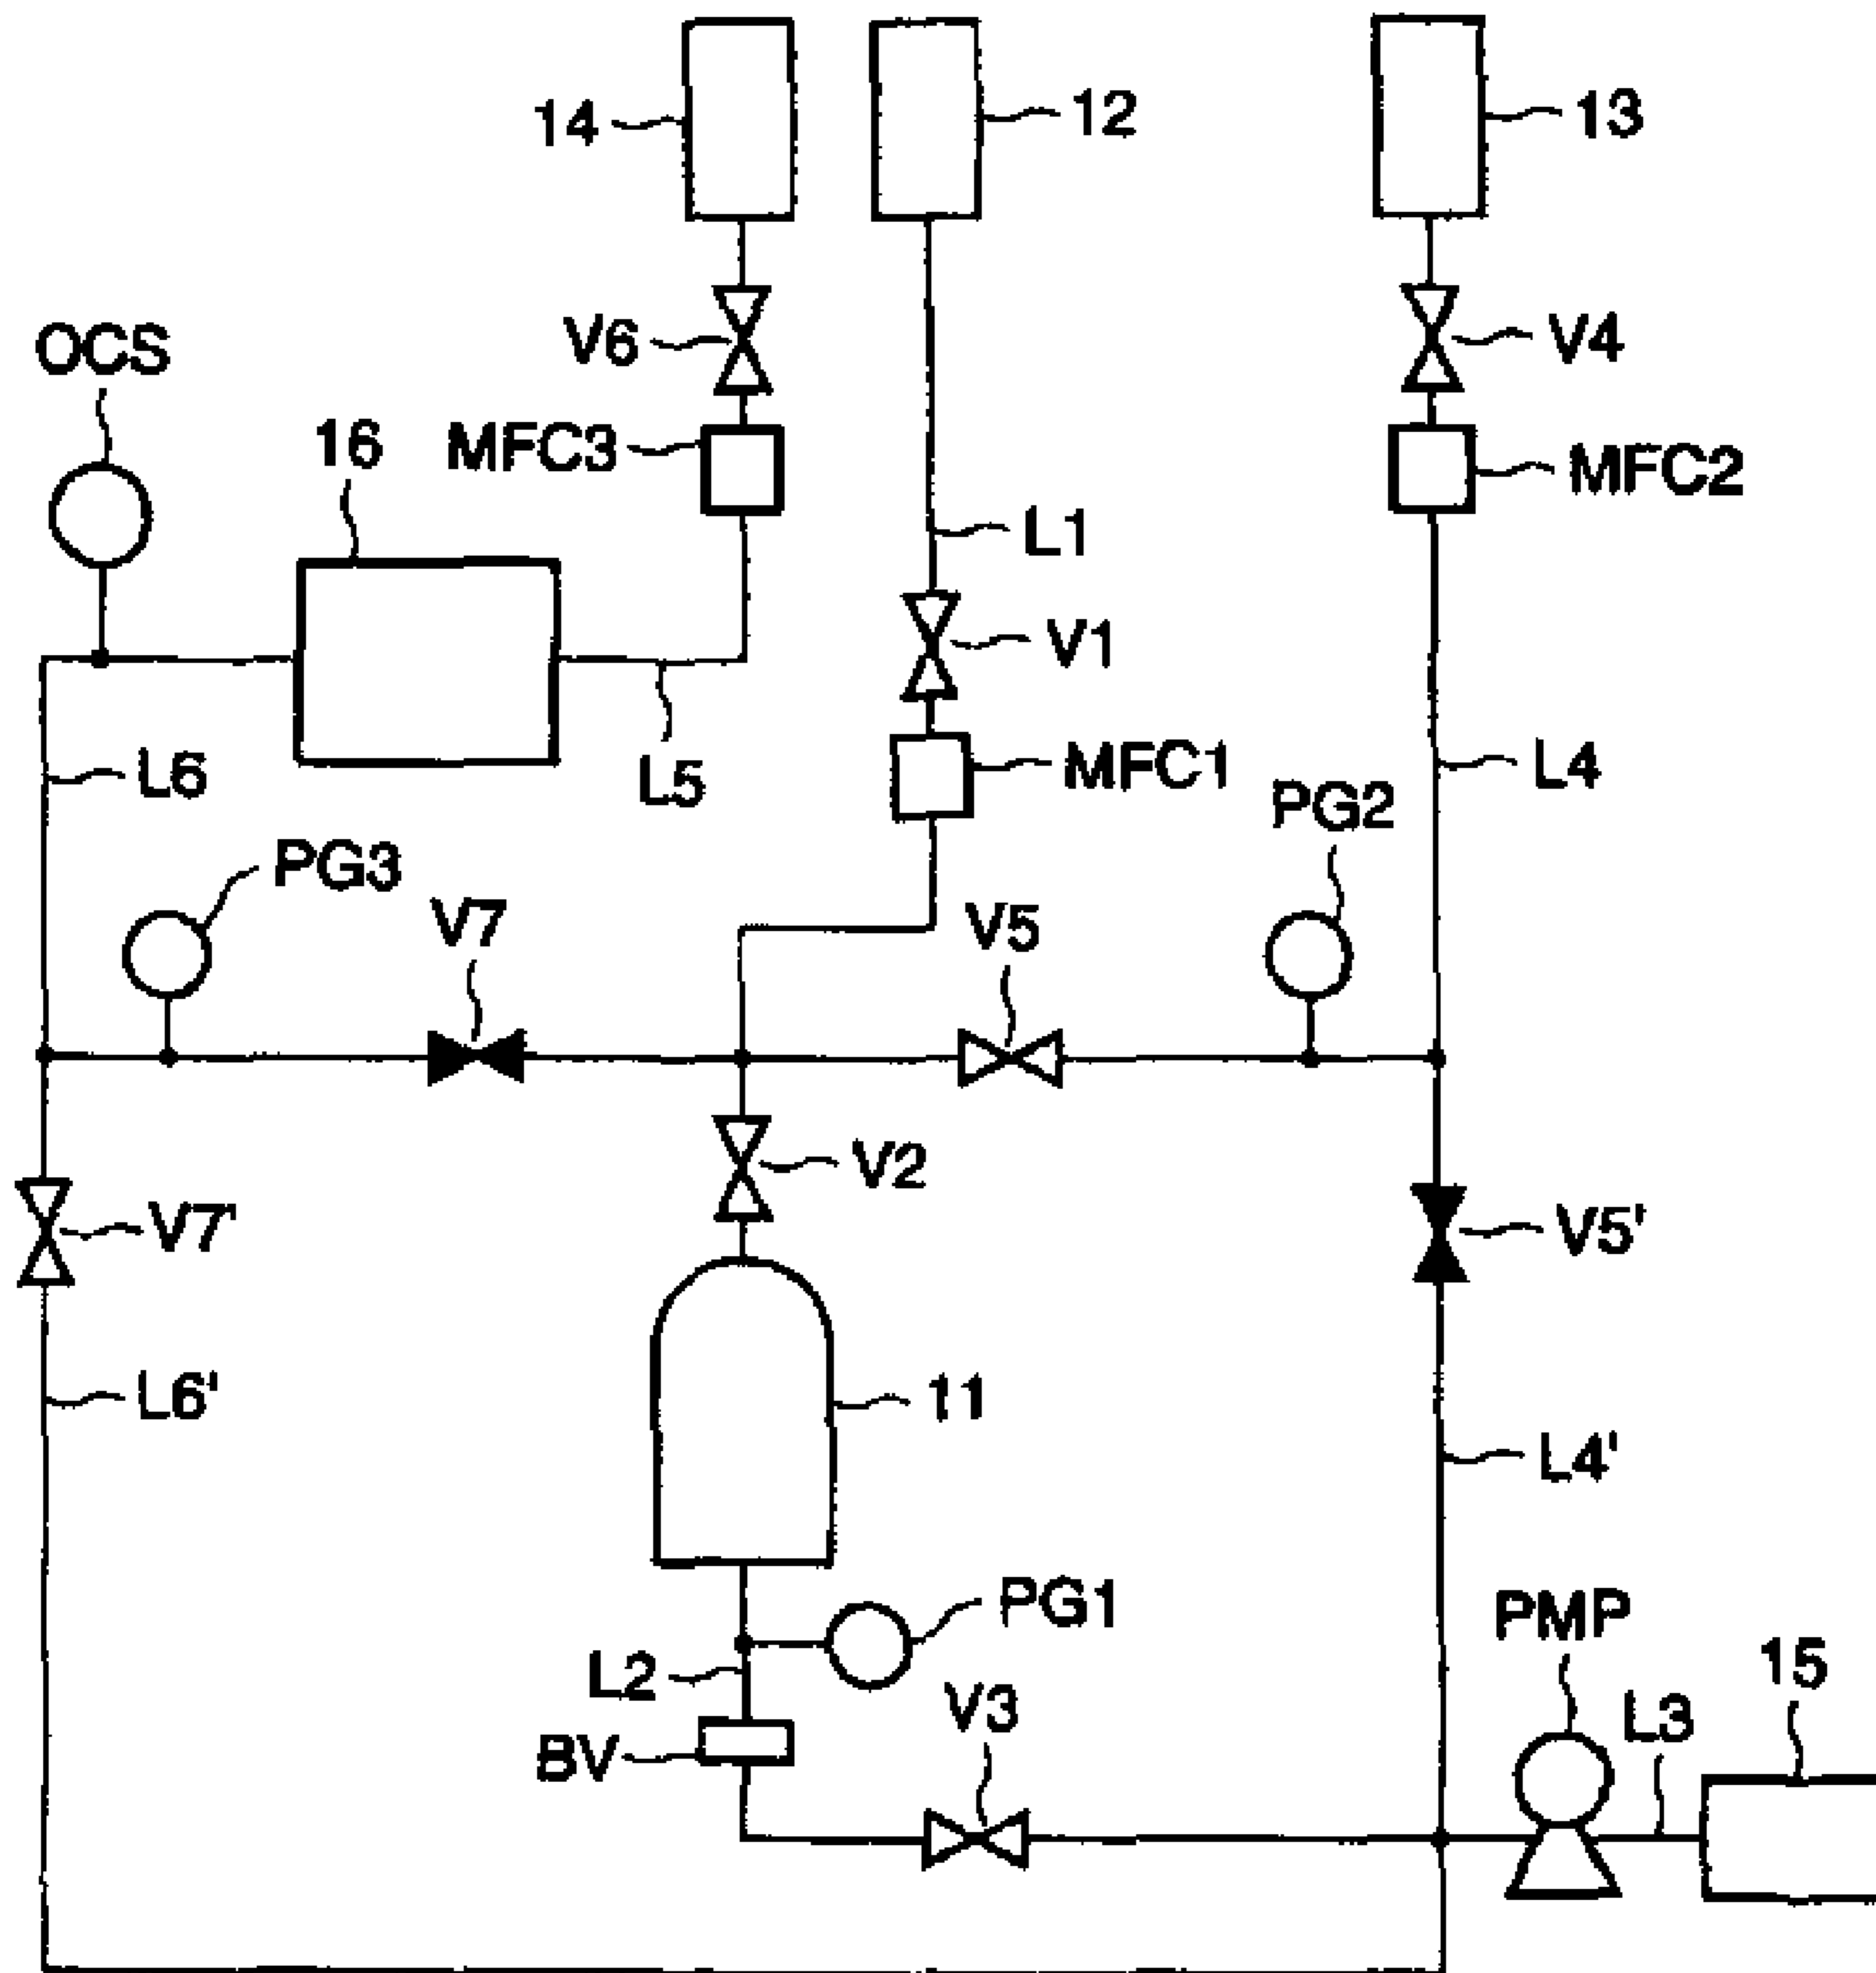 14
12
13
V6
V4
OCS
16
MFC3
MFC2
L1
V1
L6
L5
MFC1
L4
PG2
PG3
V7
V5
V2
V7'
V5'
L6'
11
L4'
PG1
PMP
L2
V3
L3
15
BV